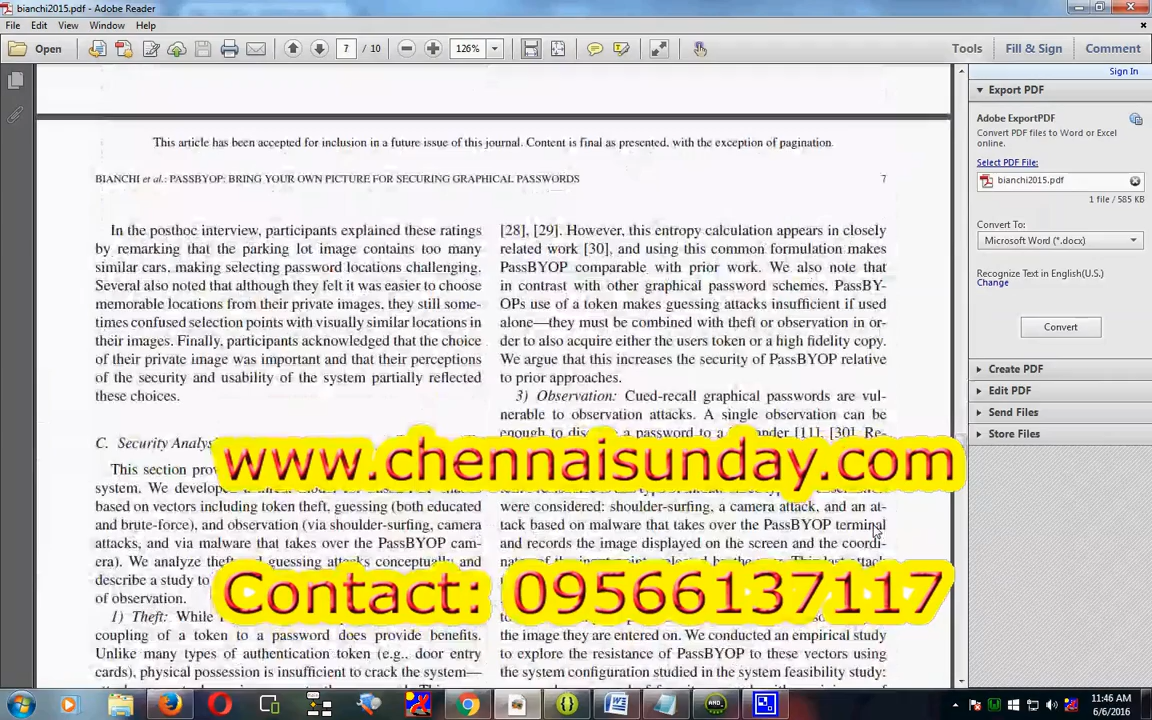 bianchi2015.pdf - Adobe Reader
File Edit View Window Help
Open 7 / 10 126% Tools Fill & Sign Comment
Sign In
Export PDF
Adobe ExportPDF
Convert PDF files to Word or Excel
online.
Select PDF File:
bianchi2015.pdf
1 file / 585 KB
Convert To:
Microsoft Word (*.docx)
Recognize Text in English(U.S.)
Change
Convert
Create PDF
Edit PDF
Send Files
Store Files
This article has been accepted for inclusion in a future issue of this journal. Content is final as presented, with the exception of pagination.
BIANCHI et al.: PASSBYOP: BRING YOUR OWN PICTURE FOR SECURING GRAPHICAL PASSWORDS 7
In the posthoc interview, participants explained these ratings
by remarking that the parking lot image contains too many
similar cars, making selecting password locations challenging.
Several also noted that although they felt it was easier to choose
memorable locations from their private images, they still some-
times confused selection points with visually similar locations in
their images. Finally, participants acknowledged that the choice
of their private image was important and that their perceptions
of the security and usability of the system partially reflected
these choices.
C. Security
This section
system. We
based on vectors including token theft, guessing (both educated
and brute-force), and observation (via shoulder-surfing, camera
attacks, and via malware that takes over the PassBYOP cam-
era). We analyze
describe a study to
of observation.
1) Theft: While
coupling of a token to a password does provide benefits.
Unlike many types of authentication token (e.g., door entry
cards), physical possession is insufficient to crack the system—
[28], [29]. However, this entropy calculation appears in closely
related work [30], and using this common formulation makes
PassBYOP comparable with prior work. We also note that
in contrast with other graphical password schemes, PassBY-
OPs use of a token makes guessing attacks insufficient if used
alone—they must be combined with theft or observation in or-
der to also acquire either the users token or a high fidelity copy.
We argue that this increases the security of PassBYOP relative
to prior approaches.
3) Observation: Cued-recall graphical passwords are vul-
nerable to observation attacks. A single observation can be
enough to a password to a [11], [30]. Re-
were considered: shoulder-surfing, a camera attack, and an at-
tack based on malware that takes over the PassBYOP terminal
and records the image displayed on the screen and the coordi-
the image they are entered on. We conducted an empirical study
to explore the resistance of PassBYOP to these vectors using
the system configuration studied in the system feasibility study:
www.chennaisunday.com
Contact: 09566137117
11:46 AM
6/6/2016